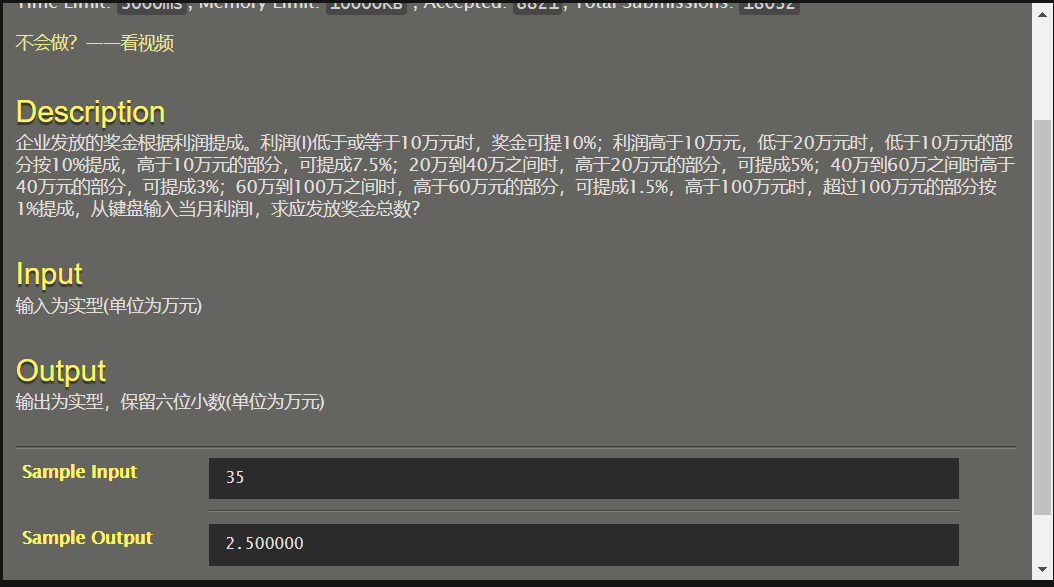 Time Limit: 3000ms, Memory Limit: 10000KB , Accepted: 8821, Total Submissions: 18032
不会做？——看视频
Description
企业发放的奖金根据利润提成。利润(I)低于或等于10万元时，奖金可提10%；利润高于10万元，低于20万元时，低于10万元的部
分按10%提成，高于10万元的部分，可提成7.5%；20万到40万之间时，高于20万元的部分，可提成5%；40万到60万之间时高于
40万元的部分，可提成3%；60万到100万之间时，高于60万元的部分，可提成1.5%，高于100万元时，超过100万元的部分按
1%提成，从键盘输入当月利润I，求应发放奖金总数？
Input
输入为实型(单位为万元)
Output
输出为实型，保留六位小数(单位为万元)
Sample Input
35
Sample Output
2.500000